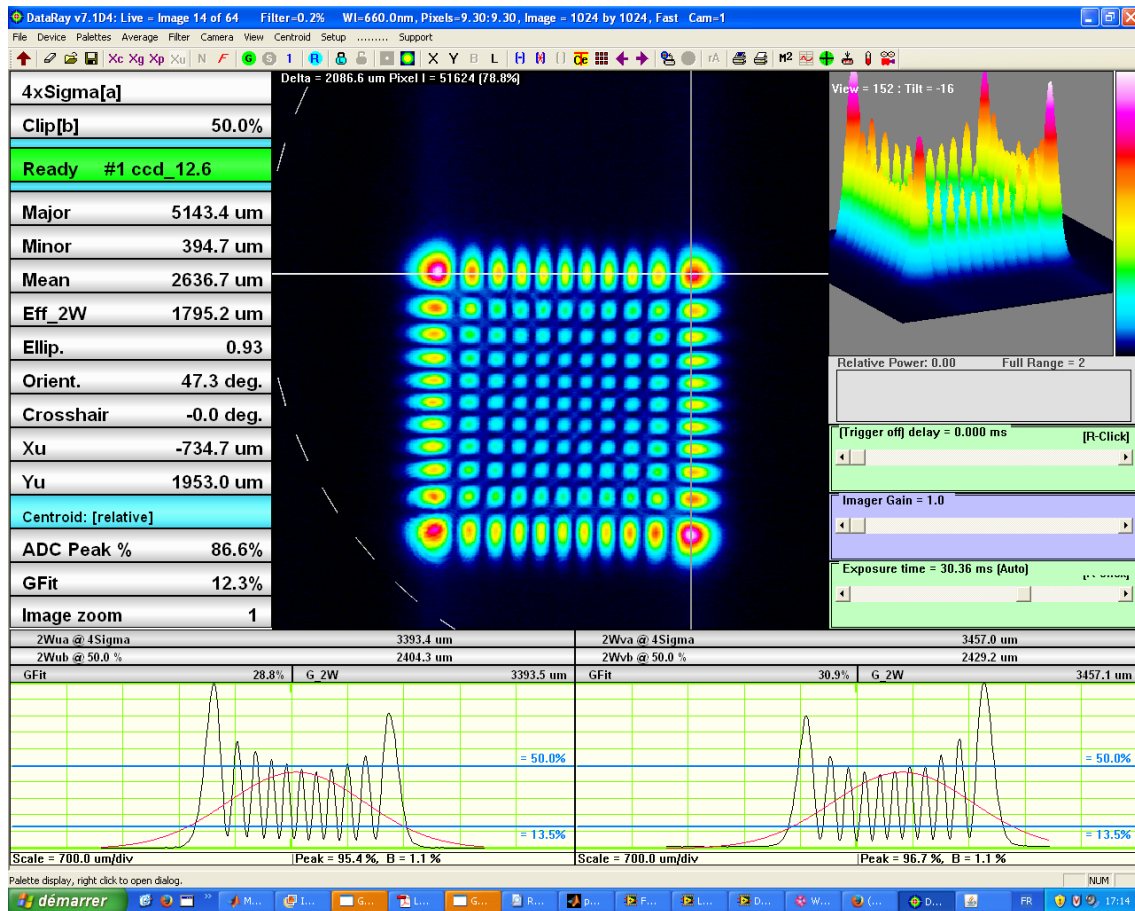 DataRay v7.1D4: Live = Image 14 of 64 Filter=0.2% Wl=660.0nm, Pixels=9.30:9.30, Image = 1024 by 1024, Fast Cam=1
File Device Palettes Average Filter Camera View Centroid Setup ......... Support
Xc Xg Xp Xu N F G S 1 R X Y B L rA M²
4xSigma[a]
Clip[b] 50.0%
Ready #1 ccd_12.6
Major 5143.4 um
Minor 394.7 um
Mean 2636.7 um
Eff_2W 1795.2 um
Ellip. 0.93
Orient. 47.3 deg.
Crosshair -0.0 deg.
Xu -734.7 um
Yu 1953.0 um
Centroid: [relative]
ADC Peak % 86.6%
GFit 12.3%
Image zoom 1
Delta = 2086.6 um Pixel I = 51624 (78.8%)
View = 152 : Tilt = -16
Relative Power: 0.00 Full Range = 2
[Trigger off] delay = 0.000 ms [R-Click]
Imager Gain = 1.0
Exposure time = 30.36 ms [Auto]
2Wua @ 4Sigma 3393.4 um
2Wub @ 50.0 % 2404.3 um
GFit 28.8% G_2W 3393.5 um
= 50.0%
= 13.5%
Scale = 700.0 um/div Peak = 95.4 %, B = 1.1 %
2Wva @ 4Sigma 3457.0 um
2Wvb @ 50.0 % 2429.2 um
GFit 30.9% G_2W 3457.1 um
= 50.0%
= 13.5%
Scale = 700.0 um/div Peak = 96.7 %, B = 1.1 %
Palette display, right click to open dialog. NUM
démarrer M... I... G... L... G... R... p... F... L... D... W... (... D... FR 17:14